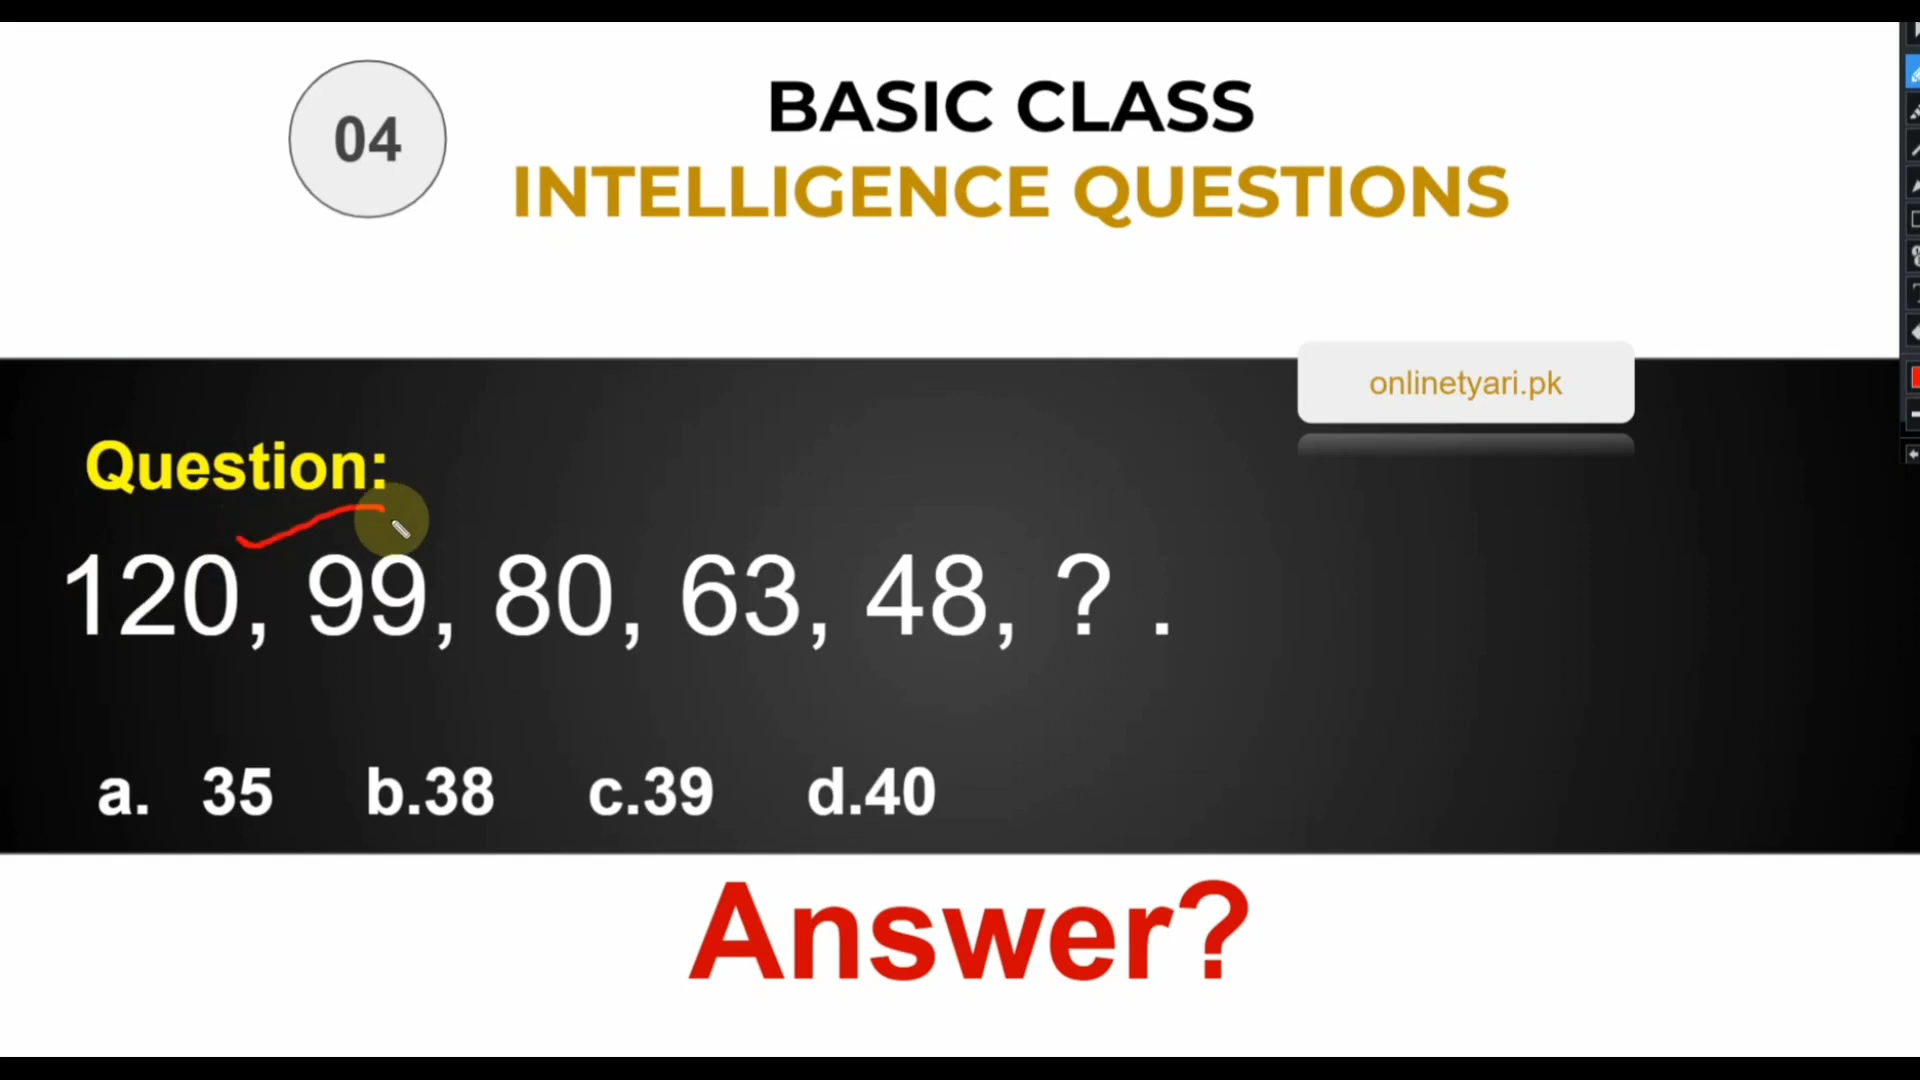 04
BASIC CLASS
INTELLIGENCE QUESTIONS
onlinetyari.pk
Question:
120, 99, 80, 63, 48, ? .
a. 35 b.38 c.39 d.40
Answer?